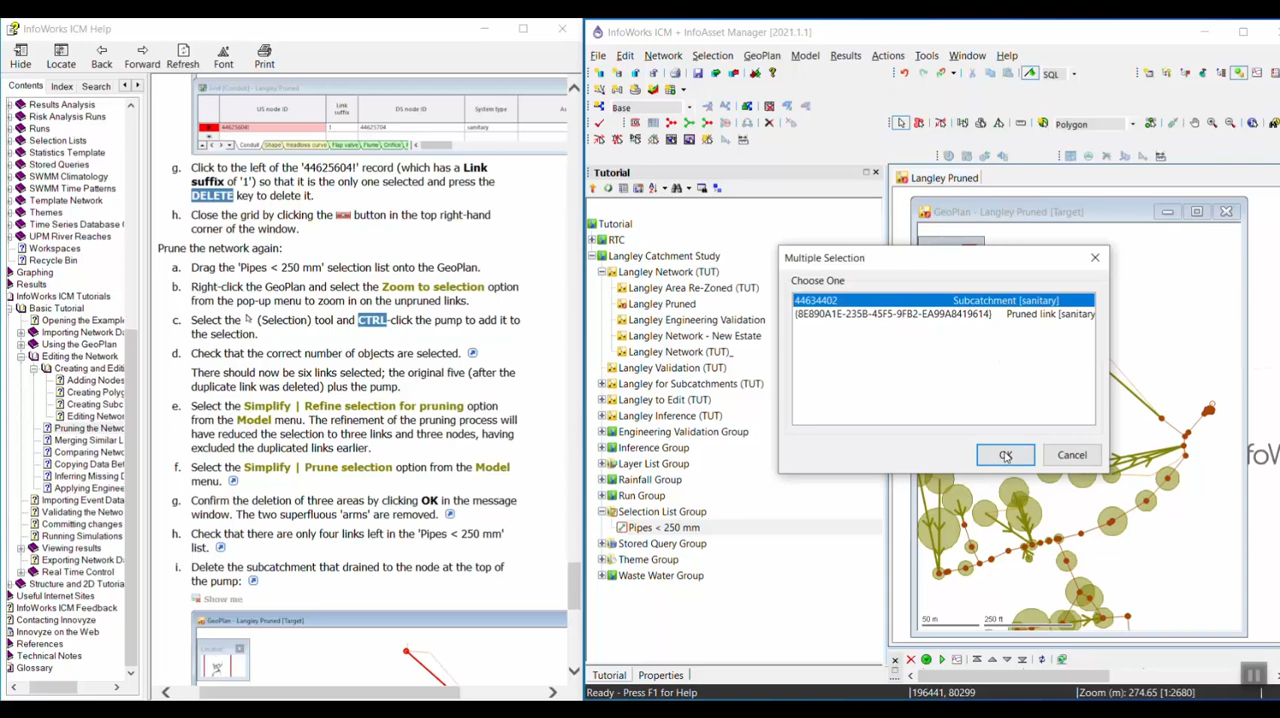 InfoWorks ICM Help
Hide
Locate
Back
Forward
Refresh
Font
Print
Contents
Index
Search
Results Analysis
Risk Analysis Runs
Runs
Selection Lists
Statistics Template
Stored Queries
SWMM Climatology
SWMM Time Patterns
Template Network
Themes
Time Series Database
UPM River Reaches
Workspaces
Recycle Bin
Graphing
Results
InfoWorks ICM Tutorials
Basic Tutorial
Opening the Example
Importing Network Da
Using the GeoPlan
Editing the Network
Creating and Edit
Adding Nodes
Creating Polyg
Creating Subc
Editing Networ
Pruning the Netwo
Merging Similar L
Comparing Netwo
Copying Data Be
Inferring Missing D
Applying Enginee
Importing Event Data
Validating the Netwo
Committing changes
Running Simulations
Viewing results
Exporting Network D
Real Time Control
Structure and 2D Tutoria
Useful Internet Sites
InfoWorks ICM Feedback
Contacting Innovyze
Innovyze on the Web
References
Technical Notes
Glossary
US node ID
Link suffix
DS node ID
System type
44625604!
1
44625704
sanitary
g. Click to the left of the '44625604!' record (which has a Link
suffix of '1') so that it is the only one selected and press the
DELETE key to delete it.
h. Close the grid by clicking the button in the top right-hand
corner of the window.
Prune the network again:
a. Drag the 'Pipes < 250 mm' selection list onto the GeoPlan.
b. Right-click the GeoPlan and select the Zoom to selection
option from the pop-up menu to zoom in on the unpruned links.
c. Select the (Selection) tool and CTRL-click the pump to add it to
the selection.
d. Check that the correct number of objects are selected.
There should now be six links selected; the original five (after the
duplicate link was deleted) plus the pump.
e. Select the Simplify | Refine selection for pruning option
from the Model menu. The refinement of the pruning process will
have reduced the selection to three links and three nodes, having
excluded the duplicated links earlier.
f. Select the Simplify | Prune selection option from the Model
menu.
g. Confirm the deletion of three areas by clicking OK in the message
window. The two superfluous 'arms' are removed.
h. Check that there are only four links left in the 'Pipes < 250 mm'
list.
i. Delete the subcatchment that drained to the node at the top of
the pump:
Show me
GeoPlan - Langley Pruned [Target]
InfoWorks ICM + InfoAsset Manager [2021.1.1]
File Edit Network Selection GeoPlan Model Results Actions Tools Window Help
SQL
Base
Polygon
Tutorial
Tutorial
RTC
Langley Catchment Study
Langley Network (TUT)
Langley Area Re-Zoned (TUT)
Langley Pruned
Langley Engineering Validation
Langley Network - New Estate
Langley Network (TUT)_
Langley Validation (TUT)
Langley for Subcatchments (TUT)
Langley to Edit (TUT)
Langley Inference (TUT)
Engineering Validation Group
Inference Group
Layer List Group
Rainfall Group
Run Group
Selection List Group
Pipes < 250 mm
Stored Query Group
Theme Group
Waste Water Group
Tutorial
Properties
Ready - Press F1 for Help
Langley Pruned
GeoPlan - Langley Pruned [Target]
Multiple Selection
Choose One
44634402 Subcatchment [sanitary]
{8E890A1E-235B-45F5-9FB2-EA99A8419614} Pruned link [sanitary
OK
Cancel
50 m
250 ft
196441, 80299
Zoom (m): 274.65 (1:2680)